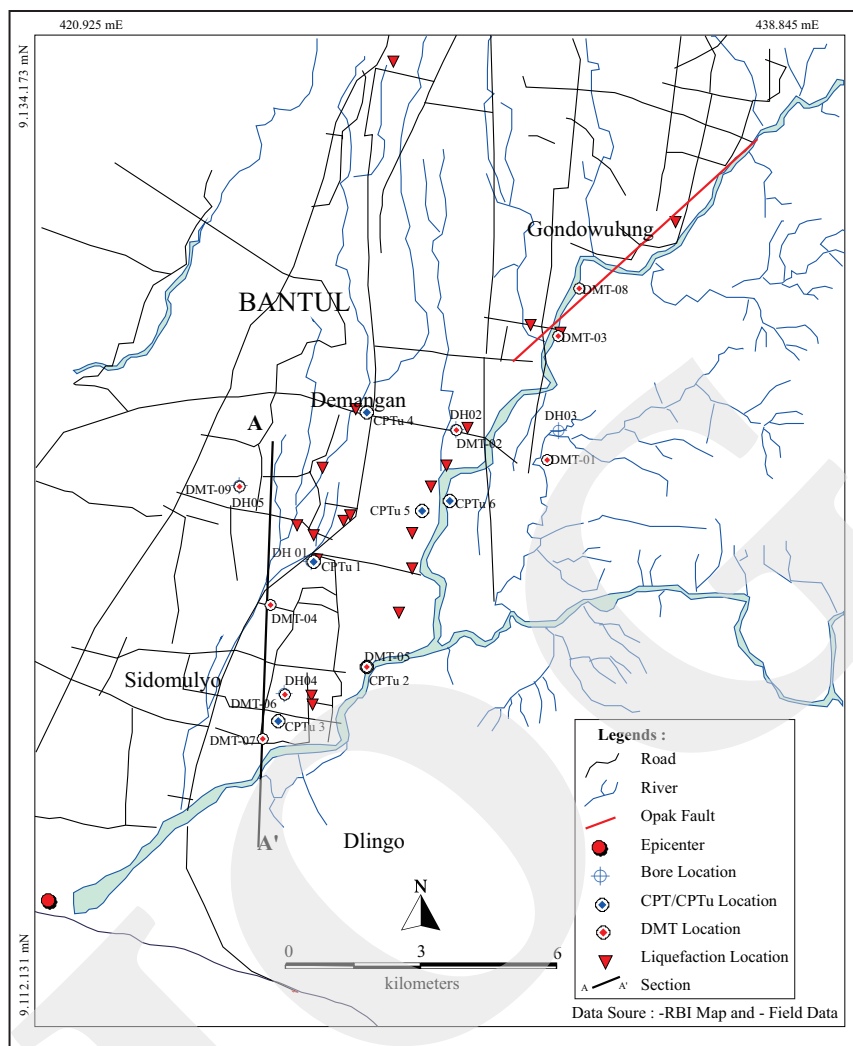 420.925 mE
438.845 mE
9.134.173 mN
Gondowulung
DMT-08
BANTUL
DMT-03
Demangan
CPTu 4
DH02
DMT-02
DH03
A
DMT-01
DMT-09
DH05
CPTu 5
CPTu 6
DH 01
CPTu 1
DMT-04
DMT-05
CPTu 2
Sidomulyo
DH04
DMT-06
CPTu 3
DMT-07
A'
Dlingo
N
0 3 6
kilometers
9.112.131 mN
Legends :
Road
River
Opak Fault
Epicenter
Bore Location
CPT/CPTu Location
DMT Location
Liquefaction Location
A A' Section
Data Soure : -RBI Map and - Field Data